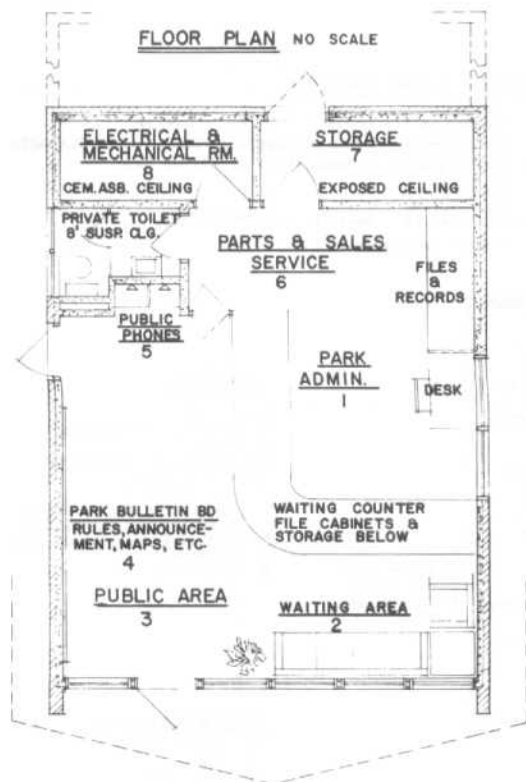 FLOOR PLAN NO SCALE
ELECTRICAL &
MECHANICAL RM.
8
CEM. ASB. CEILING
STORAGE
7
EXPOSED CEILING
PRIVATE TOILET
8' SUSP. CLG.
PARTS & SALES
SERVICE
6
FILES
&
RECORDS
PUBLIC
PHONES
5
PARK
ADMIN.
1
DESK
PARK BULLETIN BD
RULES, ANNOUNCE-
MENT, MAPS, ETC.
4
WAITING COUNTER
FILE CABINETS &
STORAGE BELOW
PUBLIC AREA
3
WAITING AREA
2